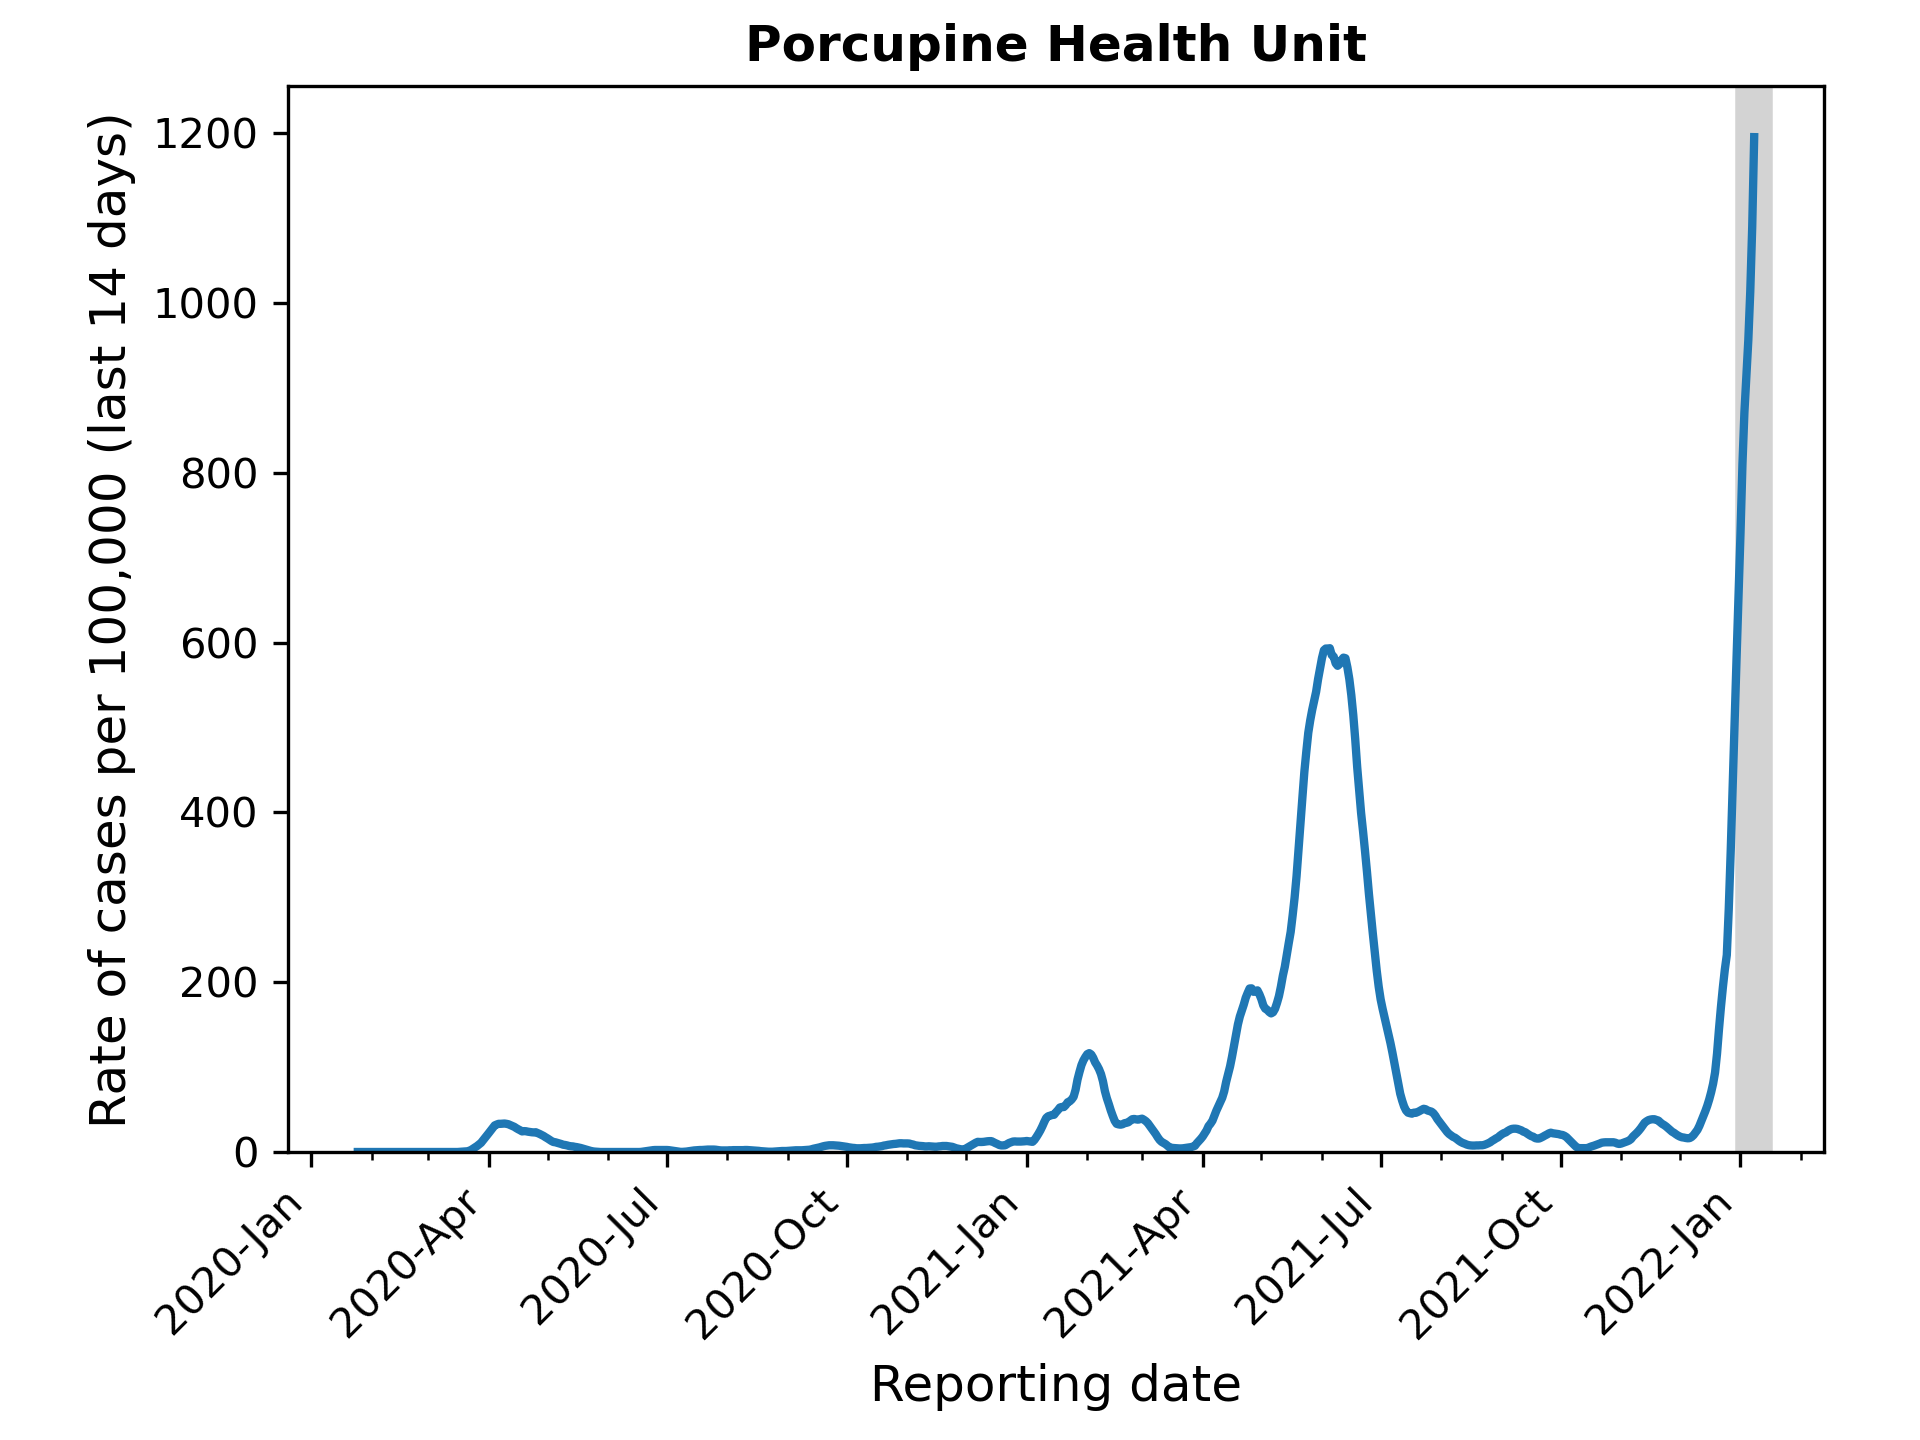 Porcupine Health Unit
Rate of cases per 100,000 (last 14 days)
1200
1000
800
600
400
200
0
2020-Jan
2020-Apr
2020-Jul
2020-Oct
2021-Jan
2021-Apr
2021-Jul
2021-Oct
2022-Jan
Reporting date